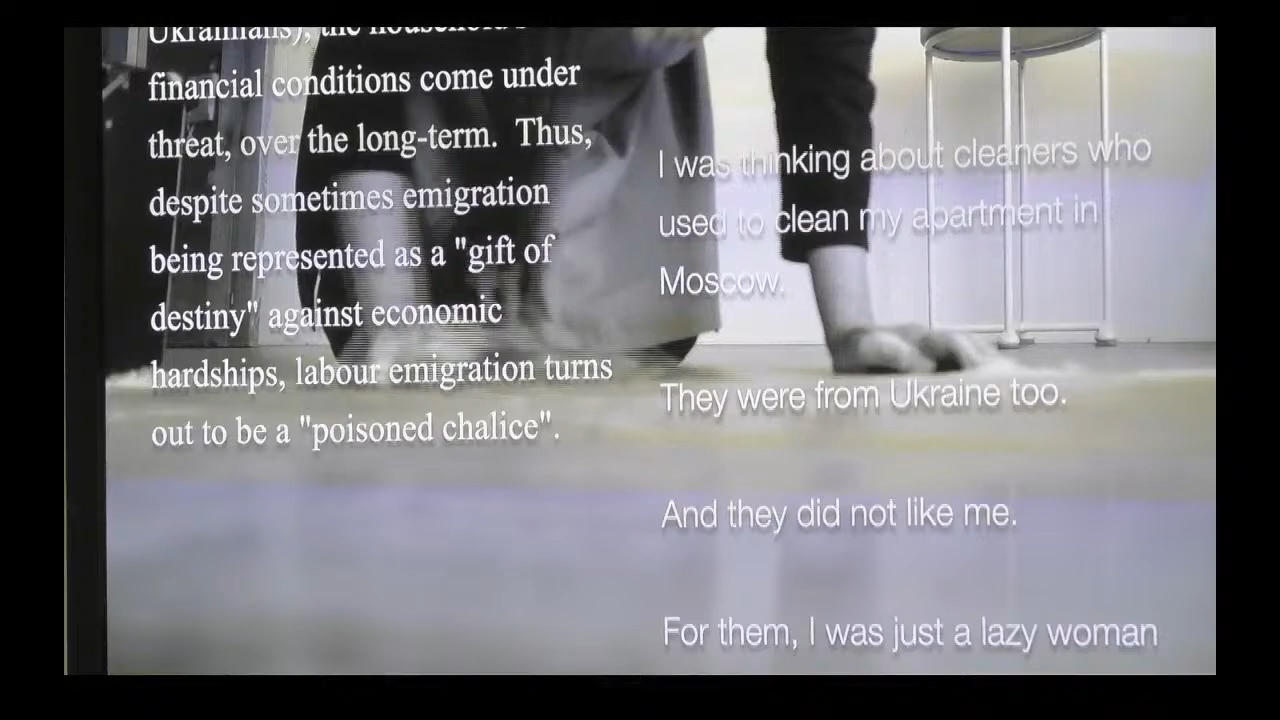 Ukrainians), the household's
financial conditions come under
threat, over the long-term. Thus,
despite sometimes emigration
being represented as a "gift of
destiny" against economic
hardships, labour emigration turns
out to be a "poisoned chalice".
I was thinking about cleaners who
used to clean my apartment in
Moscow.
They were from Ukraine too.
And they did not like me.
For them, I was just a lazy woman